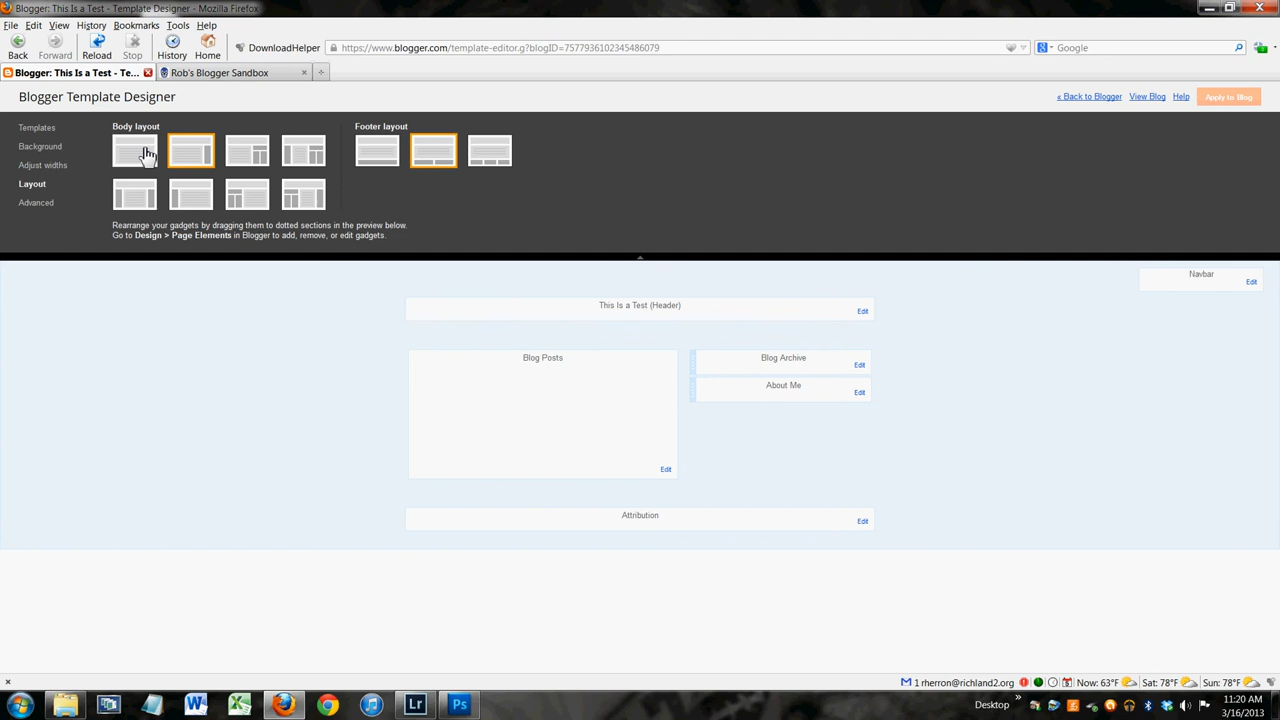 Blogger: This Is a Test - Template Designer - Mozilla Firefox
File Edit View History Bookmarks Tools Help
Back Forward Reload Stop History Home DownloadHelper https://www.blogger.com/template-editor.g?blogID=7577936102345486079 Google
Blogger: This Is a Test - Te... Rob's Blogger Sandbox
Blogger Template Designer « Back to Blogger View Blog Help Apply to Blog
Templates
Background
Adjust widths
Layout
Advanced
Body layout Footer layout
Rearrange your gadgets by dragging them to dotted sections in the preview below.
Go to Design > Page Elements in Blogger to add, remove, or edit gadgets.
Navbar
Edit
This Is a Test (Header)
Edit
Blog Posts
Edit
Blog Archive
Edit
About Me
Edit
Attribution
Edit
1 rherron@richland2.org Now: 63°F Sat: 78°F Sun: 78°F
Lr Ps Desktop 11:20 AM
3/16/2013